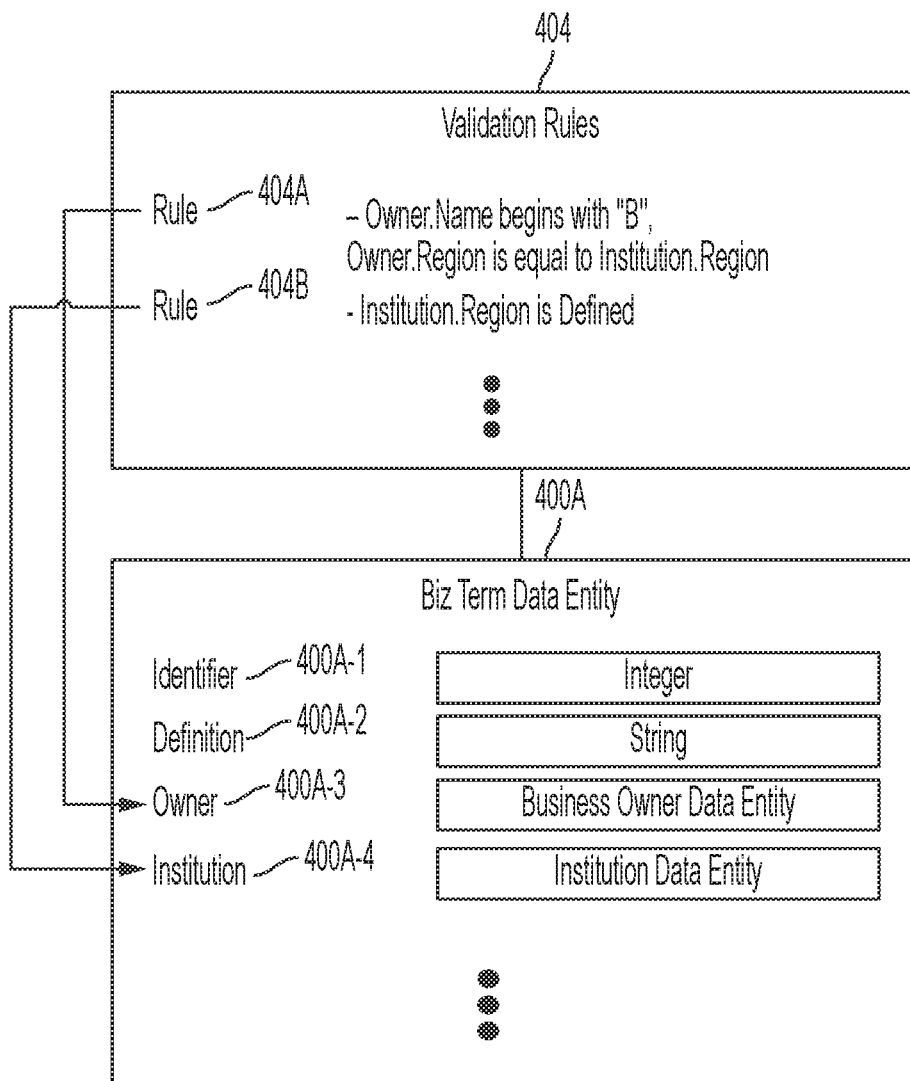 404
Validation Rules
Rule 404A – Owner.Name begins with "B",
Owner.Region is equal to Institution.Region
Rule 404B - Institution.Region is Defined
400A
Biz Term Data Entity
Identifier 400A-1 Integer
Definition 400A-2 String
Owner 400A-3 Business Owner Data Entity
Institution 400A-4 Institution Data Entity